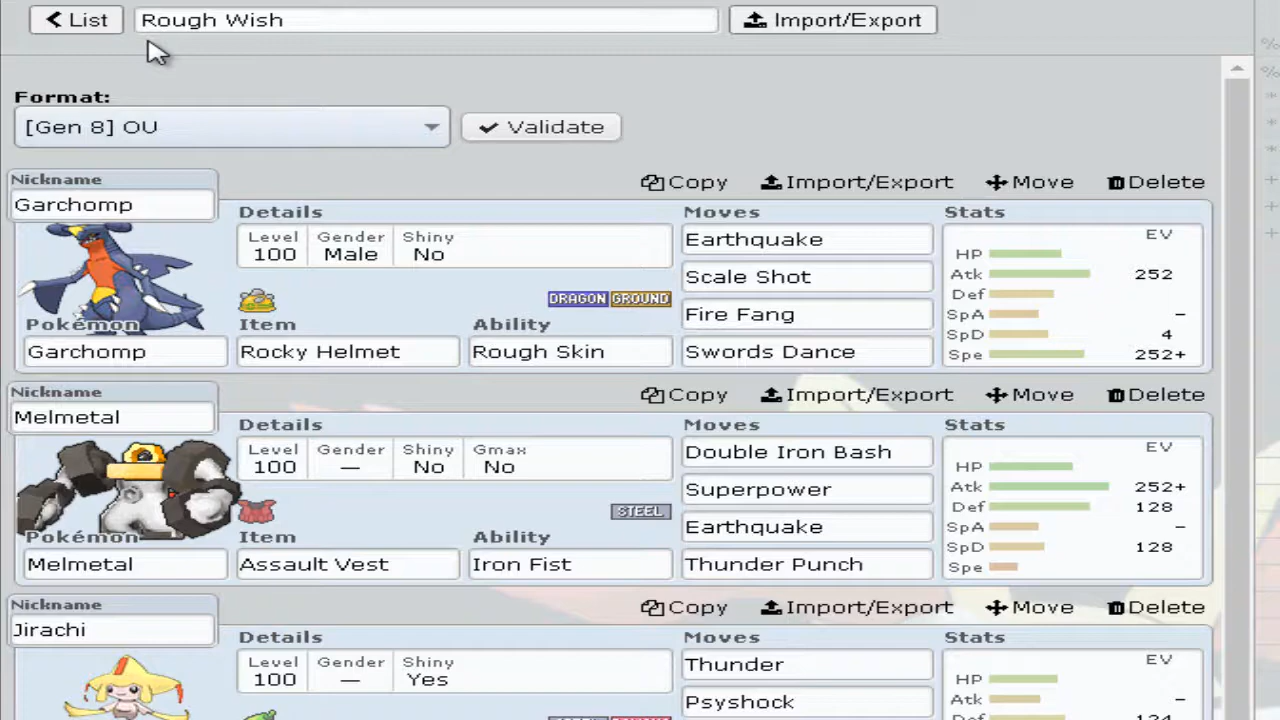 List
Rough Wish
Import/Export
Format:
[Gen 8] OU
Validate
Nickname
Garchomp
Copy Import/Export Move Delete
Details
Level Gender Shiny
100 Male No
DRAGON GROUND
Pokémon
Garchomp
Item
Rocky Helmet
Ability
Rough Skin
Moves
Earthquake
Scale Shot
Fire Fang
Swords Dance
Stats
EV
HP
Atk 252
Def
SpA –
SpD 4
Spe 252+
Nickname
Melmetal
Copy Import/Export Move Delete
Details
Level Gender Shiny Gmax
100 — No No
STEEL
Pokémon
Melmetal
Item
Assault Vest
Ability
Iron Fist
Moves
Double Iron Bash
Superpower
Earthquake
Thunder Punch
Stats
EV
HP
Atk 252+
Def 128
SpA –
SpD 128
Spe
Nickname
Jirachi
Copy Import/Export Move Delete
Details
Level Gender Shiny
100 — Yes
Moves
Thunder
Psyshock
Stats
EV
HP
Atk –